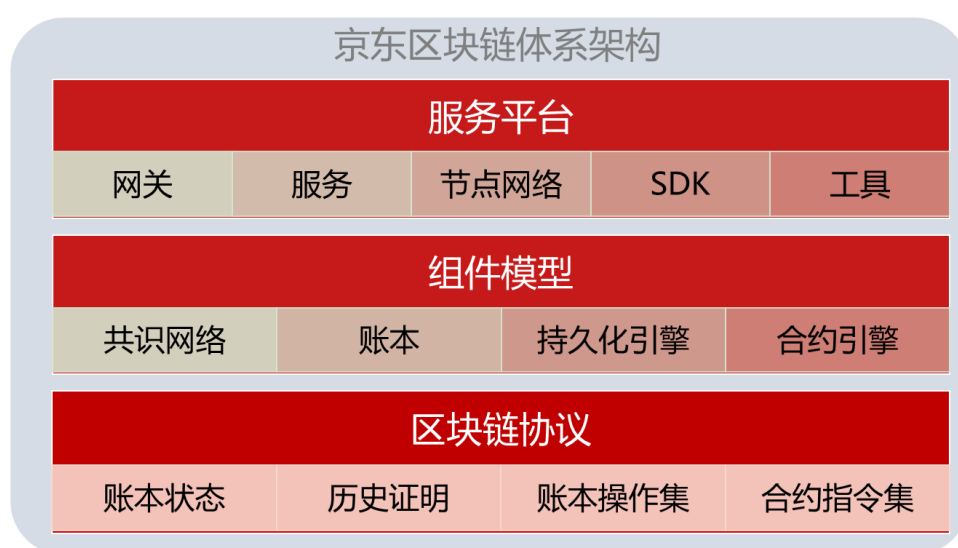 京东区块链体系架构
服务平台
网关 服务 节点网络 SDK 工具
组件模型
共识网络 账本 持久化引擎 合约引擎
区块链协议
账本状态 历史证明 账本操作集 合约指令集